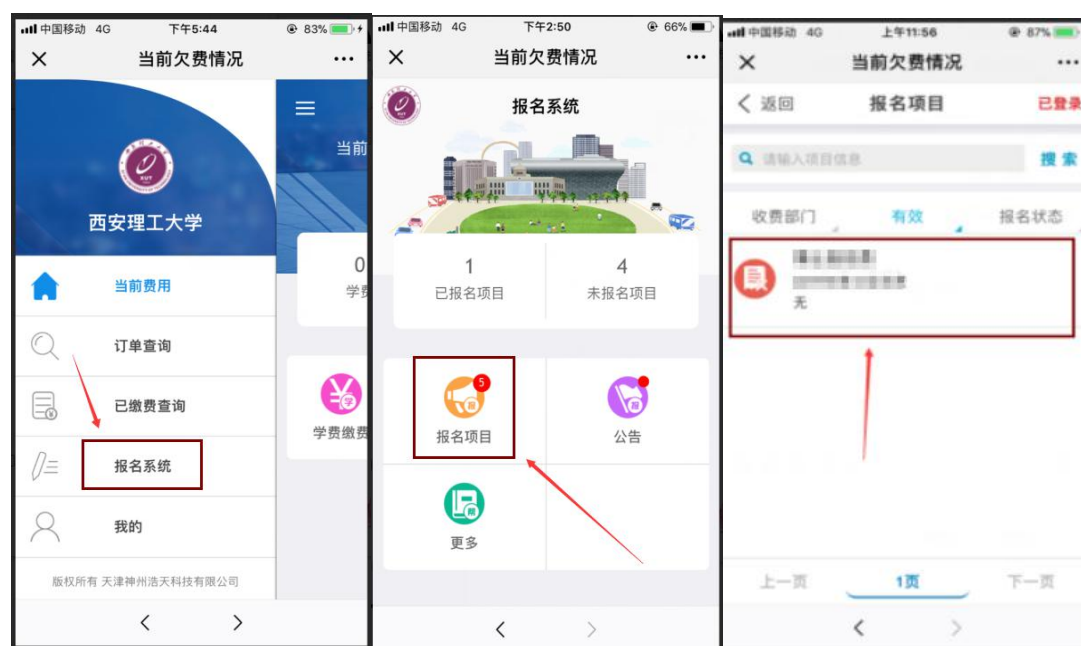 中国移动 4G 下午5:44 83%
当前欠费情况
XUT
西安理工大学
当前费用
订单查询
已缴费查询
报名系统
我的
版权所有 天津神州浩天科技有限公司
当前
0
学费
学
学费缴费
中国移动 4G 下午2:50 66%
当前欠费情况
报名系统
1 4
已报名项目 未报名项目
5
报 报
报名项目 公告
更多
中国移动 4G 上午11:56 87%
当前欠费情况
返回 报名项目 已登录
请输入项目信息 搜索
收费部门 有效 报名状态
无
上一页 1页 下一页